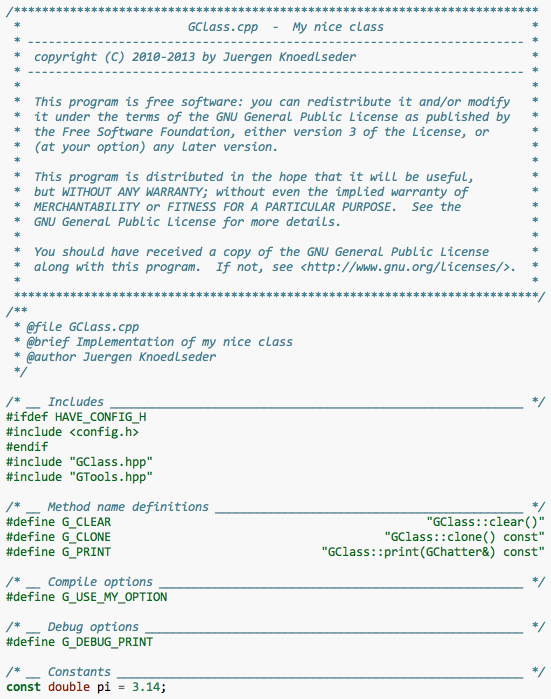 /***************************************************************************
 *                        GClass.cpp  -  My nice class                     *
 * ----------------------------------------------------------------------- *
 *  copyright (C) 2010-2013 by Juergen Knoedlseder                         *
 * ----------------------------------------------------------------------- *
 *                                                                         *
 *  This program is free software: you can redistribute it and/or modify   *
 *  it under the terms of the GNU General Public License as published by   *
 *  the Free Software Foundation, either version 3 of the License, or      *
 *  (at your option) any later version.                                    *
 *                                                                         *
 *  This program is distributed in the hope that it will be useful,        *
 *  but WITHOUT ANY WARRANTY; without even the implied warranty of         *
 *  MERCHANTABILITY or FITNESS FOR A PARTICULAR PURPOSE.  See the          *
 *  GNU General Public License for more details.                           *
 *                                                                         *
 *  You should have received a copy of the GNU General Public License      *
 *  along with this program.  If not, see <http://www.gnu.org/licenses/>.  *
 *                                                                         *
 ***************************************************************************/
/**
 * @file GClass.cpp
 * @brief Implementation of my nice class
 * @author Juergen Knoedlseder
 */

/* __ Includes ___________________________________________________________ */
#ifdef HAVE_CONFIG_H
#include <config.h>
#endif
#include "GClass.hpp"
#include "GTools.hpp"

/* __ Method name definitions ____________________________________________ */
#define G_CLEAR                                          "GClass::clear()"
#define G_CLONE                                    "GClass::clone() const"
#define G_PRINT                           "GClass::print(GChatter&) const"

/* __ Compile options ____________________________________________________ */
#define G_USE_MY_OPTION

/* __ Debug options ______________________________________________________ */
#define G_DEBUG_PRINT

/* __ Constants __________________________________________________________ */
const double pi = 3.14;